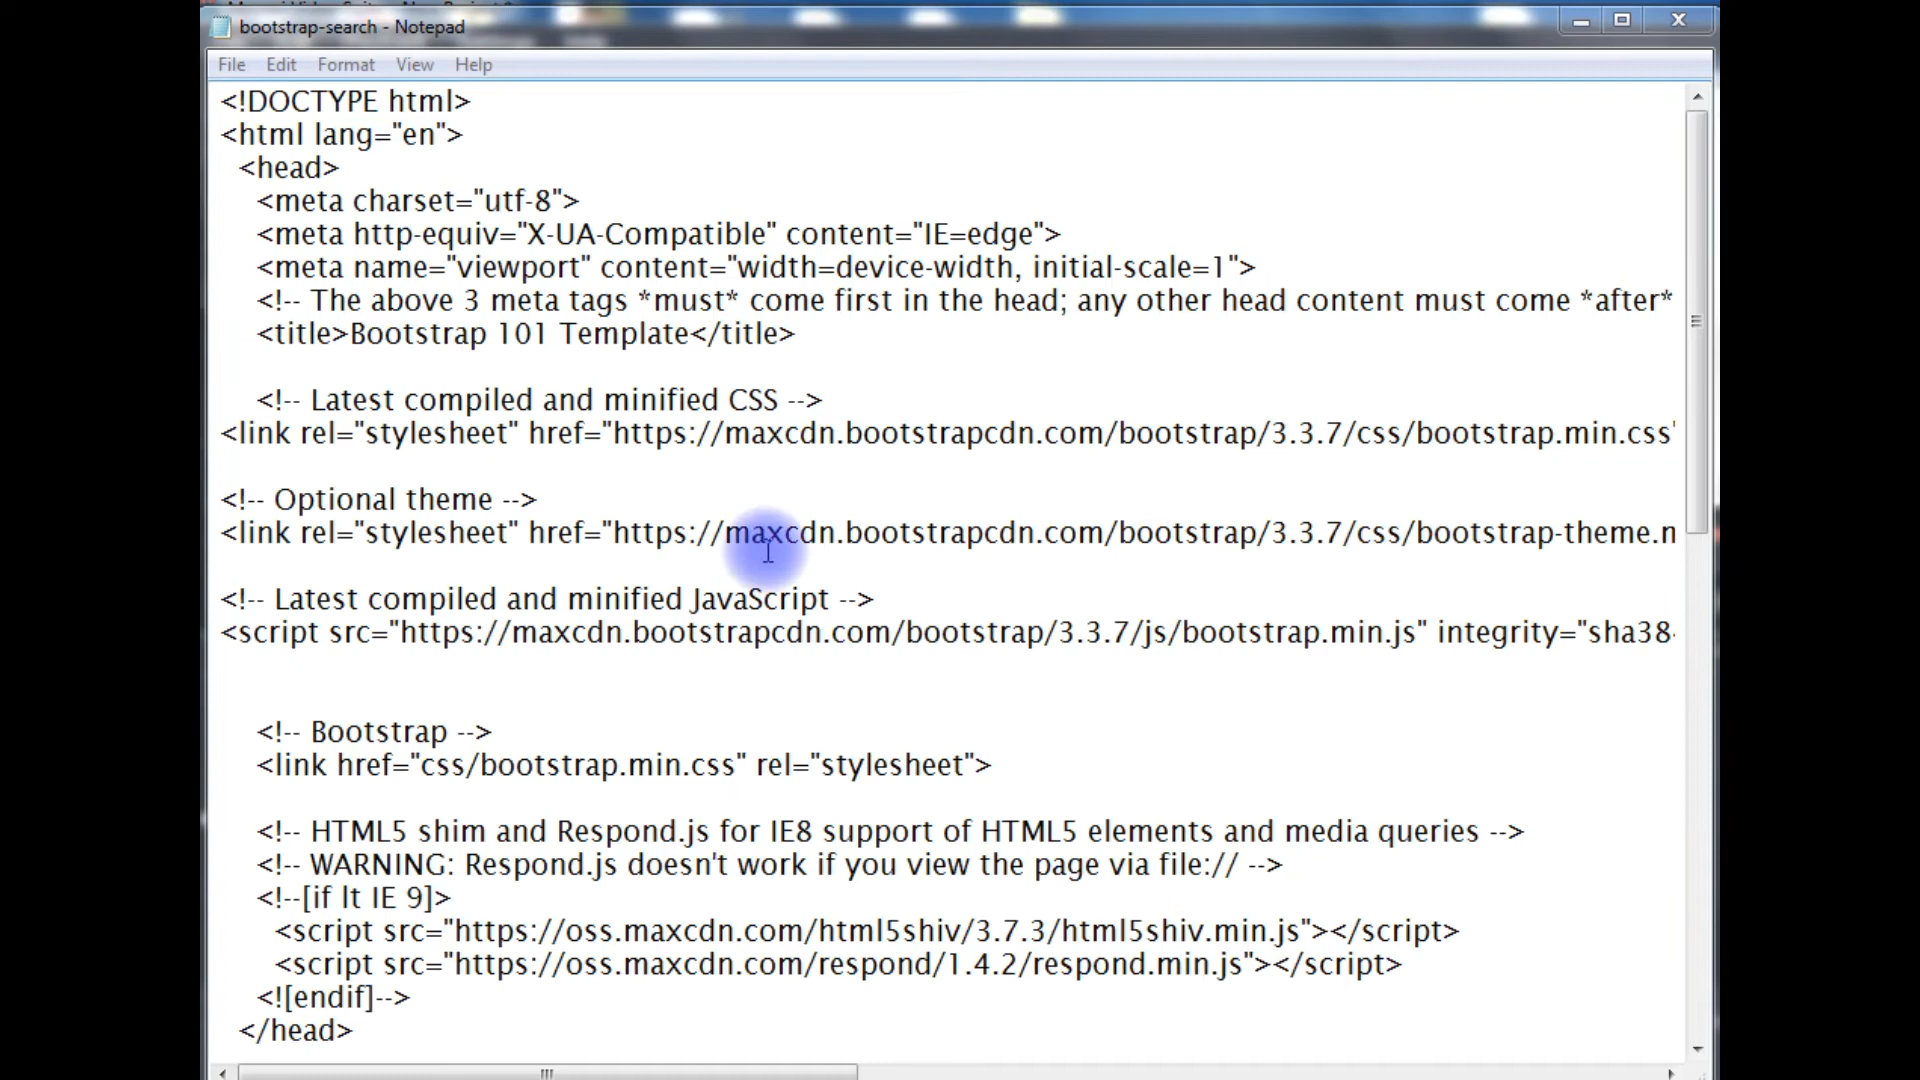 bootstrap-search - Notepad
File Edit Format View Help
<!DOCTYPE html>
<html lang="en">
<head>
<meta charset="utf-8">
<meta http-equiv="X-UA-Compatible" content="IE=edge">
<meta name="viewport" content="width=device-width, initial-scale=1">
<!-- The above 3 meta tags *must* come first in the head; any other head content must come *after*
<title>Bootstrap 101 Template</title>
<!-- Latest compiled and minified CSS -->
<link rel="stylesheet" href="https://maxcdn.bootstrapcdn.com/bootstrap/3.3.7/css/bootstrap.min.css"
<!-- Optional theme -->
<link rel="stylesheet" href="https://maxcdn.bootstrapcdn.com/bootstrap/3.3.7/css/bootstrap-theme.
<!-- Latest compiled and minified JavaScript -->
<script src="https://maxcdn.bootstrapcdn.com/bootstrap/3.3.7/js/bootstrap.min.js" integrity="sha38
<!-- Bootstrap -->
<link href="css/bootstrap.min.css" rel="stylesheet">
<!-- HTML5 shim and Respond.js for IE8 support of HTML5 elements and media queries -->
<!-- WARNING: Respond.js doesn't work if you view the page via file:// -->
<!--[if lt IE 9]>
<script src="https://oss.maxcdn.com/html5shiv/3.7.3/html5shiv.min.js"></script>
<script src="https://oss.maxcdn.com/respond/1.4.2/respond.min.js"></script>
<![endif]-->
</head>